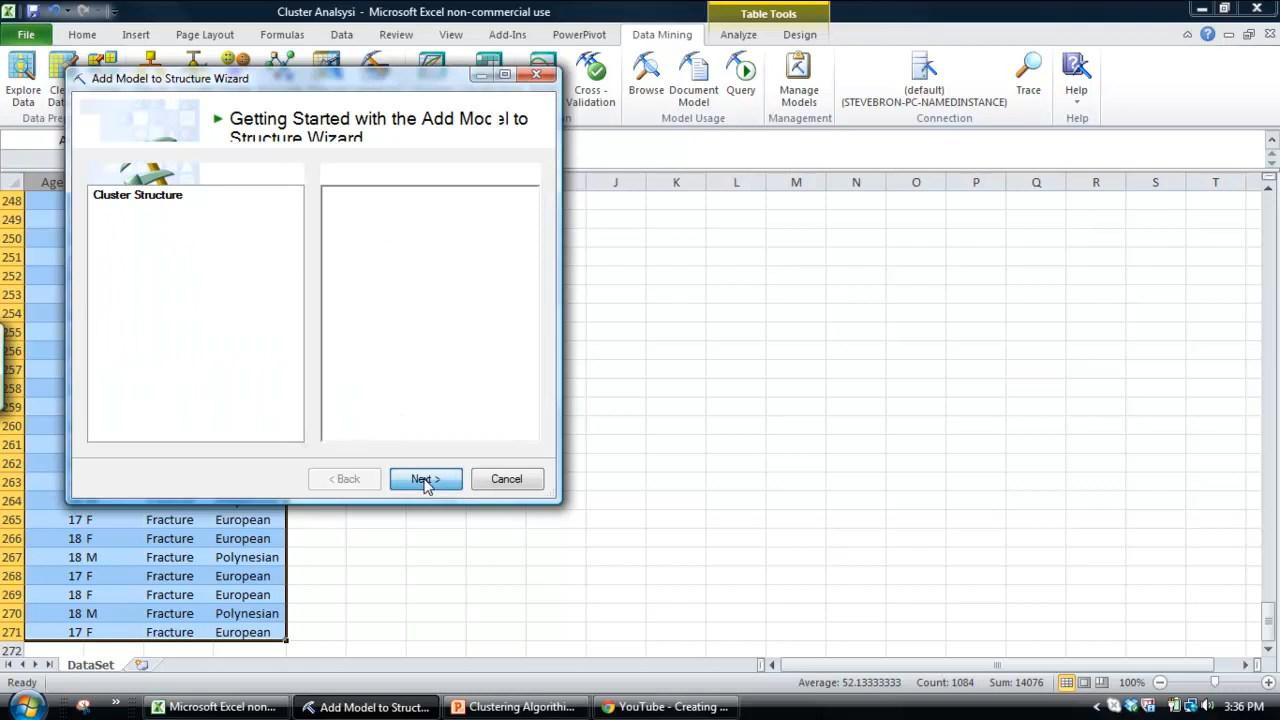 Cluster Analsysi - Microsoft Excel non-commercial use
Table Tools
File Home Insert Page Layout Formulas Data Review View Add-Ins PowerPivot Data Mining Analyze Design
Explore Data
Cross - Validation
Browse
Document Model
Query
Manage Models
(default)
(STEVEBRON-PC-NAMEDINSTANCE)
Trace
Help
Model Usage
Management
Connection
Help
Add Model to Structure Wizard
Getting Started with the Add Model to
Structure Wizard
Cluster Structure
< Back
Next >
Cancel
Age J K L M N O P Q R S T
248
249
250
251
252
253
254
255
256
257
258
259
260
261
262
263
264
265 17 F Fracture European
266 18 F Fracture European
267 18 M Fracture Polynesian
268 17 F Fracture European
269 18 F Fracture European
270 18 M Fracture Polynesian
271 17 F Fracture European
272
DataSet
Ready
Average: 52.13333333 Count: 1084 Sum: 14076 100%
Microsoft Excel non...
Add Model to Struct...
Clustering Algorithi...
YouTube - Creating ...
3:36 PM